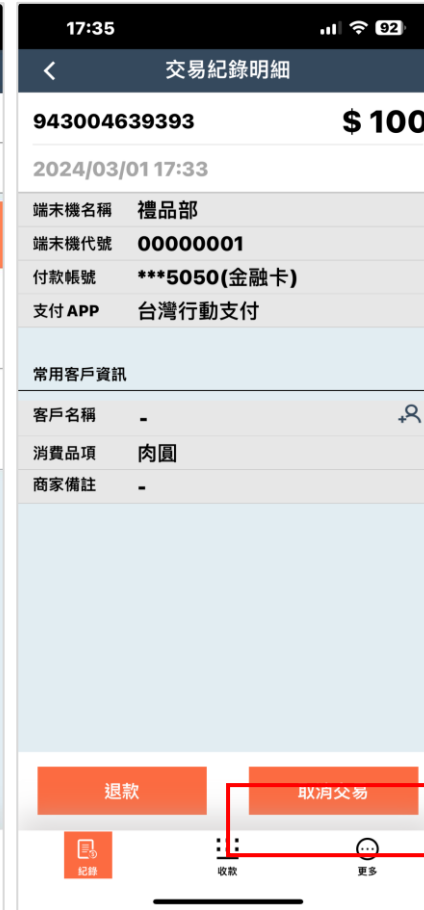 17:35
92
交易紀錄明細
943004639393 $ 100
2024/03/01 17:33
端末機名稱 禮品部
端末機代號 00000001
付款帳號 ***5050(金融卡)
支付 APP 台灣行動支付
常用客戶資訊
客戶名稱 -
消費品項 肉圓
商家備註 -
退款 取消交易
紀錄 收款 更多